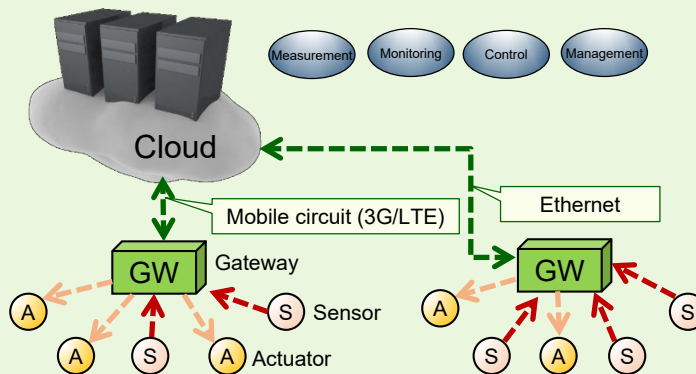 Measurement
Monitoring
Control
Management
Cloud
Mobile circuit (3G/LTE)
Ethernet
GW
Gateway
GW
A
S
Sensor
A
S
A
S
A
Actuator
S
A
S